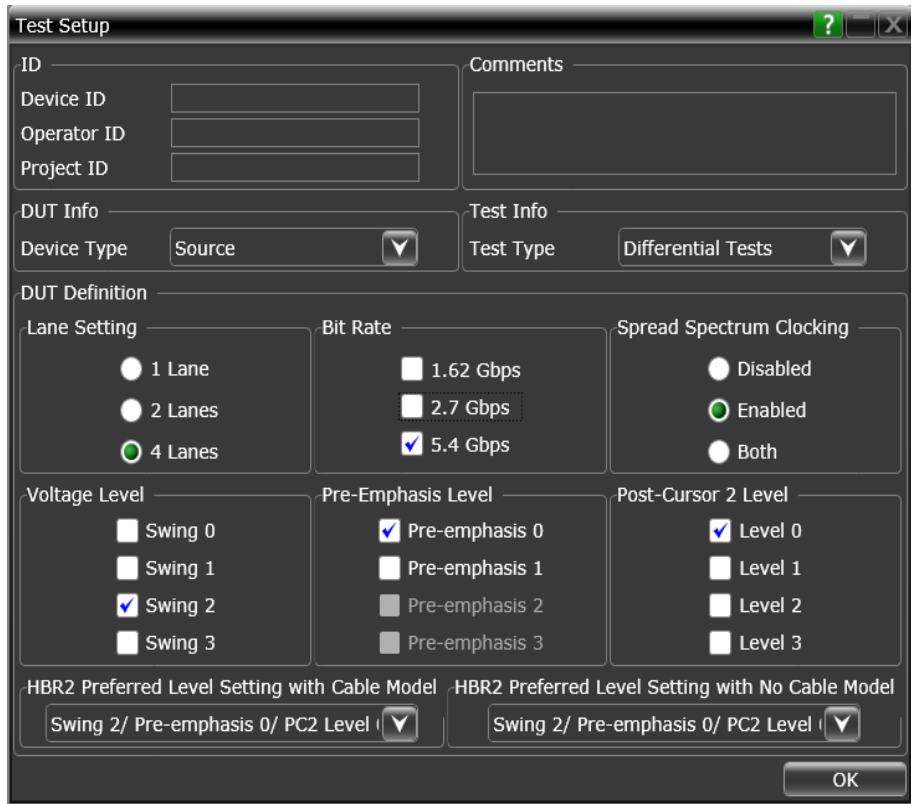 Test Setup ?
ID
Device ID
Operator ID
Project ID
Comments
DUT Info
Device Type Source
Test Info
Test Type Differential Tests
DUT Definition
Lane Setting
1 Lane
2 Lanes
4 Lanes
Bit Rate
1.62 Gbps
2.7 Gbps
5.4 Gbps
Spread Spectrum Clocking
Disabled
Enabled
Both
Voltage Level
Swing 0
Swing 1
Swing 2
Swing 3
Pre-Emphasis Level
Pre-emphasis 0
Pre-emphasis 1
Pre-emphasis 2
Pre-emphasis 3
Post-Cursor 2 Level
Level 0
Level 1
Level 2
Level 3
HBR2 Preferred Level Setting with Cable Model
Swing 2/ Pre-emphasis 0/ PC2 Level
HBR2 Preferred Level Setting with No Cable Model
Swing 2/ Pre-emphasis 0/ PC2 Level
OK